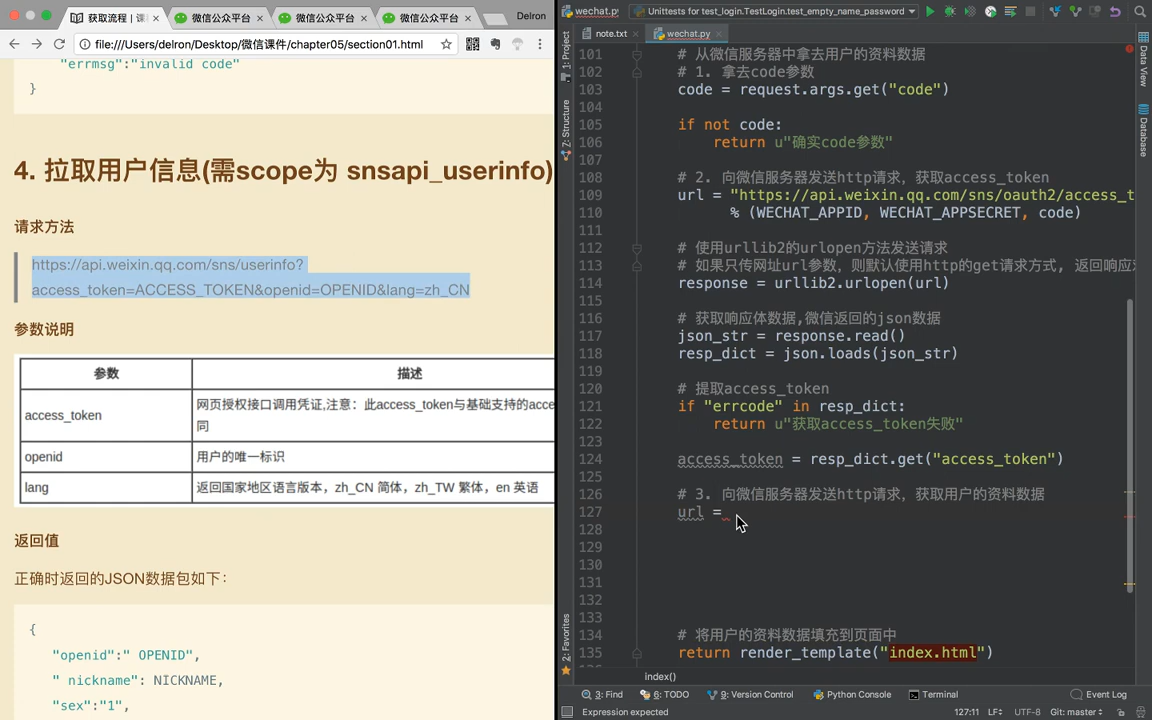 获取流程 | 课
微信公众平台
微信公众平台
微信公众平台
Delron
file:///Users/delron/Desktop/微信课件/chapter05/section01.html
"errmsg":"invalid code"
}
4. 拉取用户信息(需scope为 snsapi_userinfo)
请求方法
https://api.weixin.qq.com/sns/userinfo?
access_token=ACCESS_TOKEN&openid=OPENID&lang=zh_CN
参数说明
参数 描述
access_token 网页授权接口调用凭证,注意：此access_token与基础支持的acce
同
openid 用户的唯一标识
lang 返回国家地区语言版本，zh_CN 简体，zh_TW 繁体，en 英语
返回值
正确时返回的JSON数据包如下：
{
"openid":" OPENID",
" nickname": NICKNAME,
"sex":"1",
wechat.py
Unittests for test_login.TestLogin.test_empty_name_password
note.txt
wechat.py
1: Project
7: Structure
2: Favorites
Data View
Database
101 # 从微信服务器中拿去用户的资料数据
102 # 1. 拿去code参数
103 code = request.args.get("code")
104
105 if not code:
106 return u"确实code参数"
107
108 # 2. 向微信服务器发送http请求，获取access_token
109 url = "https://api.weixin.qq.com/sns/oauth2/access_t
110 % (WECHAT_APPID, WECHAT_APPSECRET, code)
111
112 # 使用urllib2的urlopen方法发送请求
113 # 如果只传网址url参数，则默认使用http的get请求方式，返回响应
114 response = urllib2.urlopen(url)
115
116 # 获取响应体数据,微信返回的json数据
117 json_str = response.read()
118 resp_dict = json.loads(json_str)
119
120 # 提取access_token
121 if "errcode" in resp_dict:
122 return u"获取access_token失败"
123
124 access_token = resp_dict.get("access_token")
125
126 # 3. 向微信服务器发送http请求，获取用户的资料数据
127 url =
128
129
130
131
132
133
134 # 将用户的资料数据填充到页面中
135 return render_template("index.html")
index()
3: Find
6: TODO
9: Version Control
Python Console
Terminal
Event Log
Expression expected
127:11
LF
UTF-8
Git: master